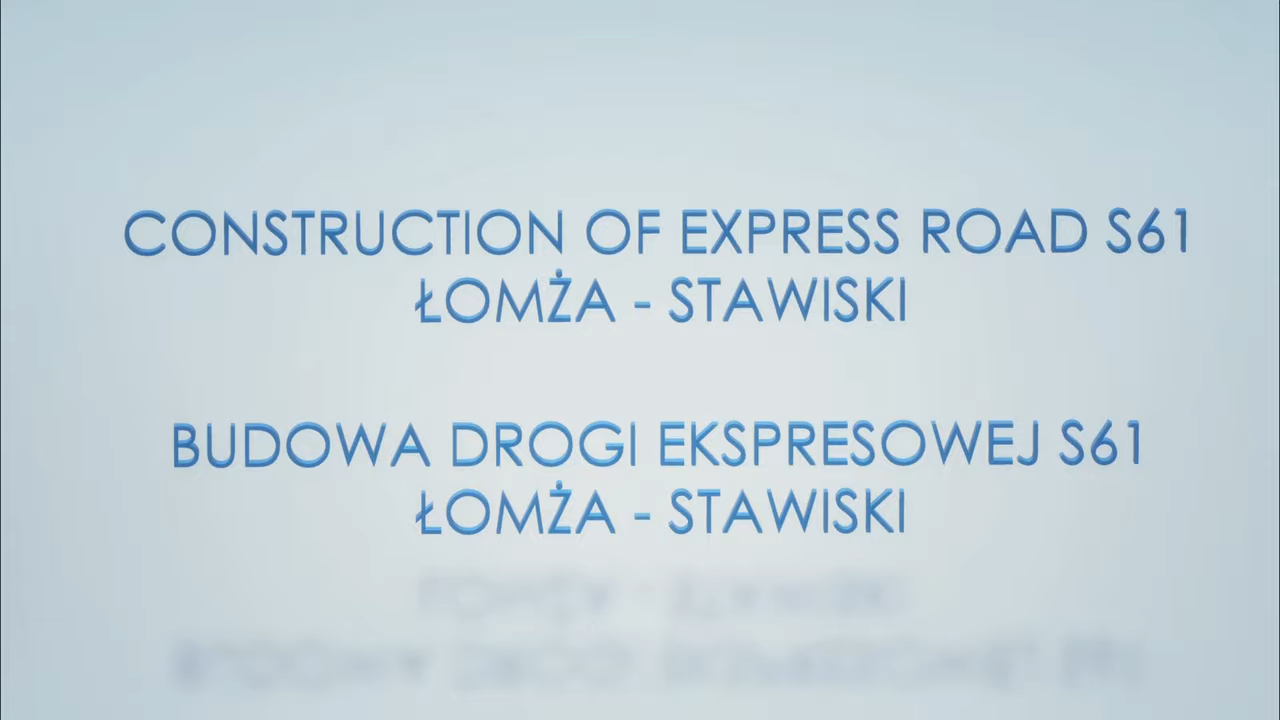 CONSTRUCTION OF EXPRESS ROAD S61
ŁOMŻA - STAWISKI
BUDOWA DROGI EKSPRESOWEJ S61
ŁOMŻA - STAWISKI